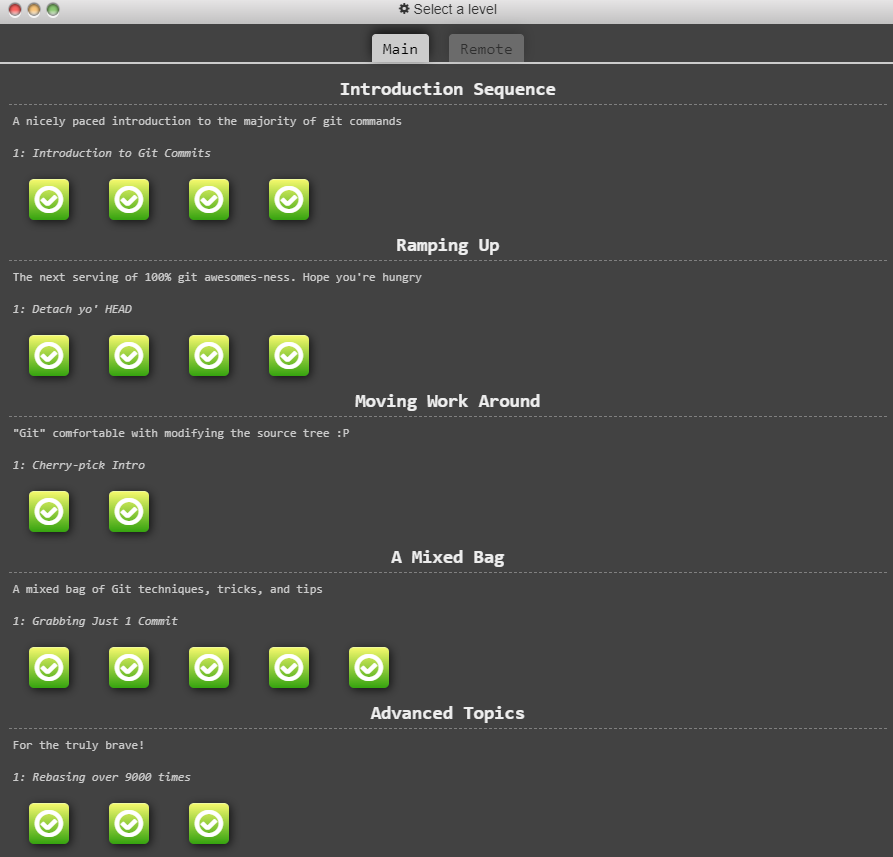 Select a level
Main Remote
Introduction Sequence
A nicely paced introduction to the majority of git commands
1: Introduction to Git Commits
Ramping Up
The next serving of 100% git awesomes-ness. Hope you're hungry
1: Detach yo' HEAD
Moving Work Around
"Git" comfortable with modifying the source tree :P
1: Cherry-pick Intro
A Mixed Bag
A mixed bag of Git techniques, tricks, and tips
1: Grabbing Just 1 Commit
Advanced Topics
For the truly brave!
1: Rebasing over 9000 times